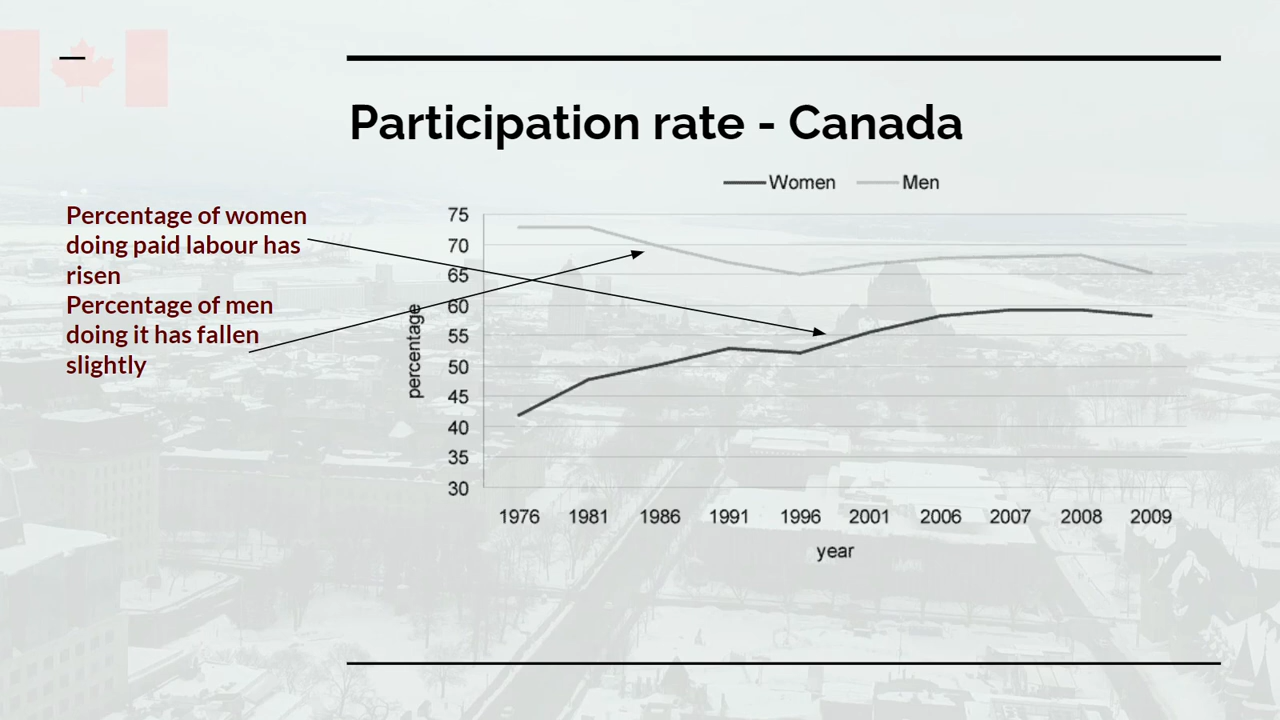 Participation rate - Canada
Percentage of women
doing paid labour has
risen
Percentage of men
doing it has fallen
slightly
Women
Men
75
70
65
60
55
50
45
40
35
30
percentage
1976 1981 1986 1991 1996 2001 2006 2007 2008 2009
year